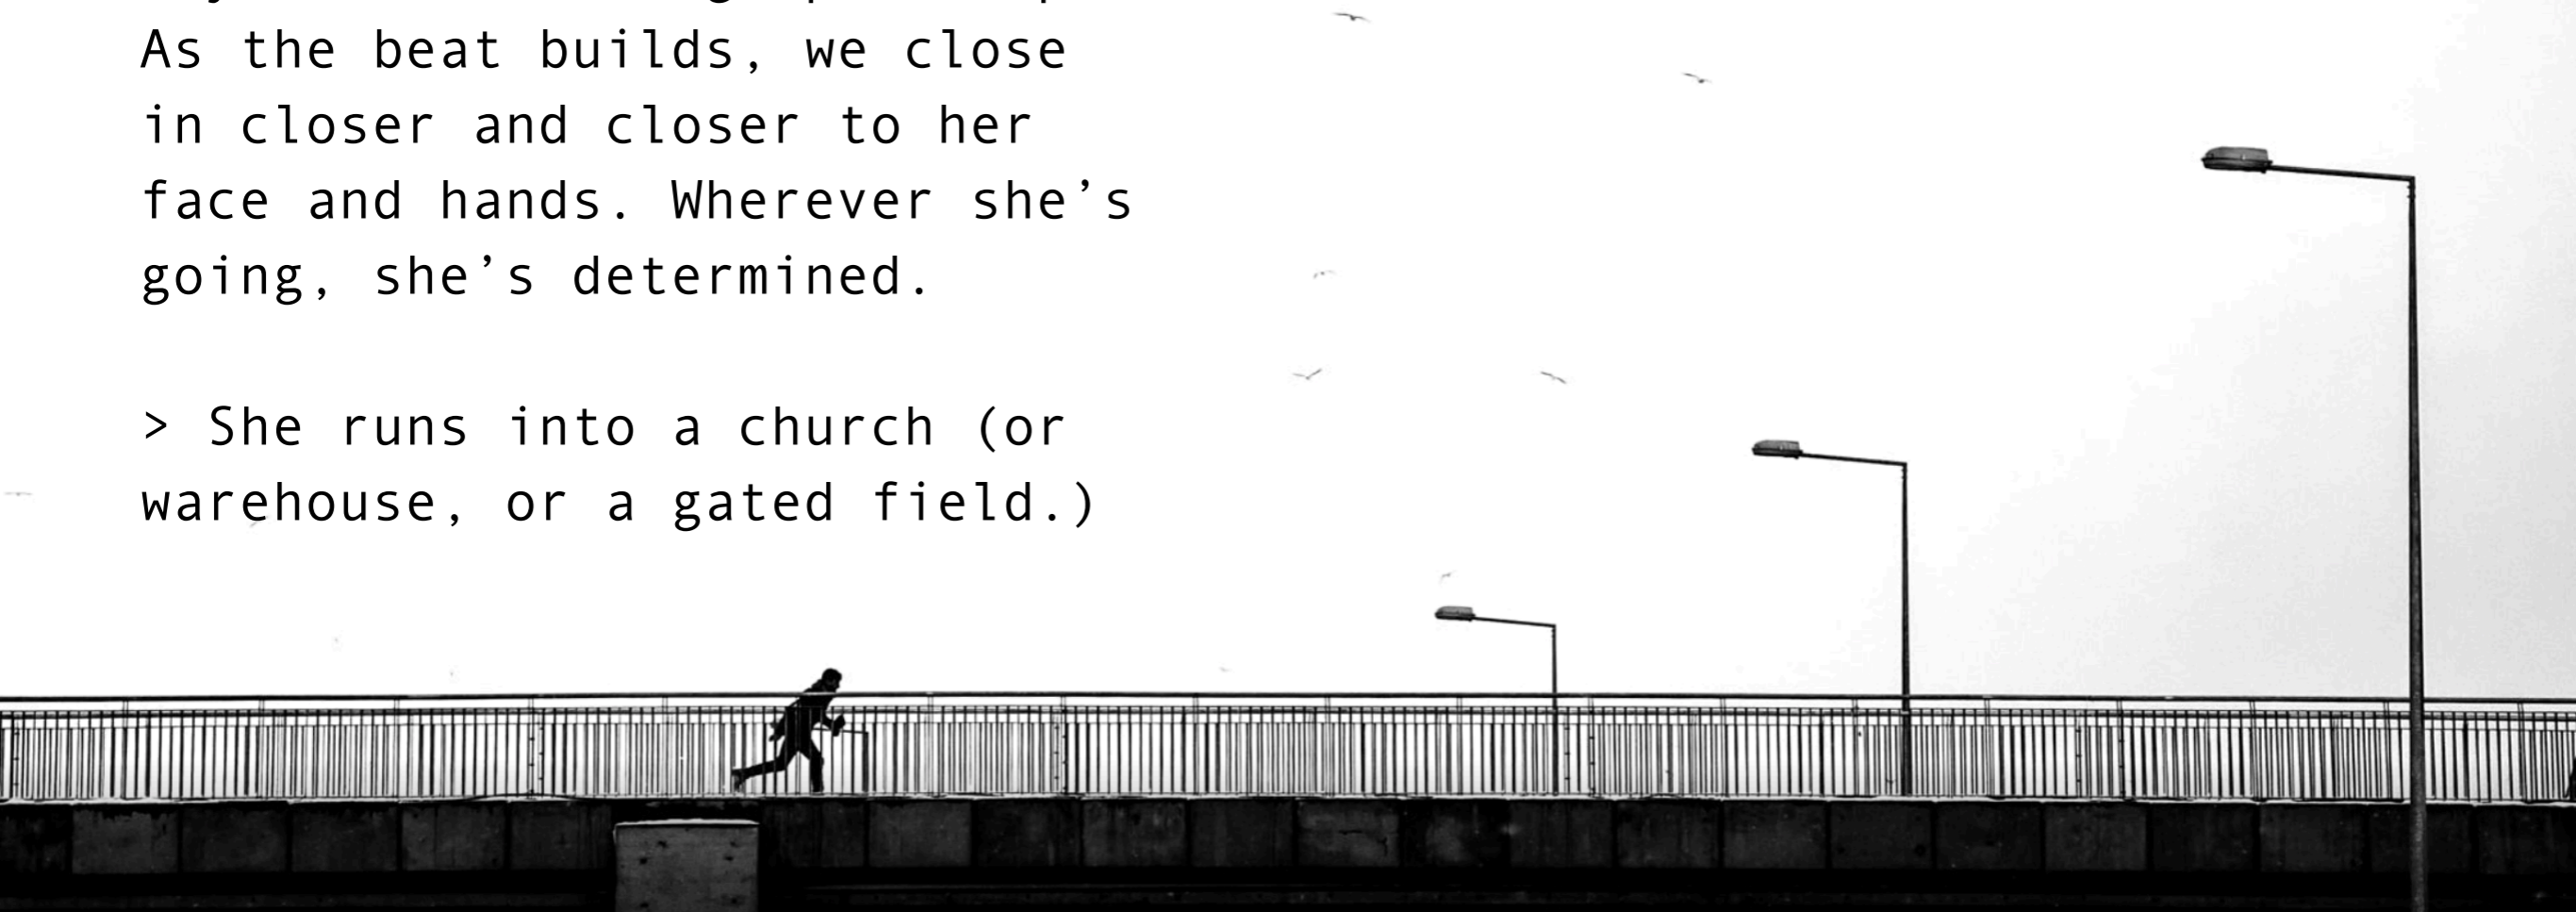 As the beat builds, we close
in closer and closer to her
face and hands. Wherever she’s
going, she’s determined.
> She runs into a church (or
warehouse, or a gated field.)